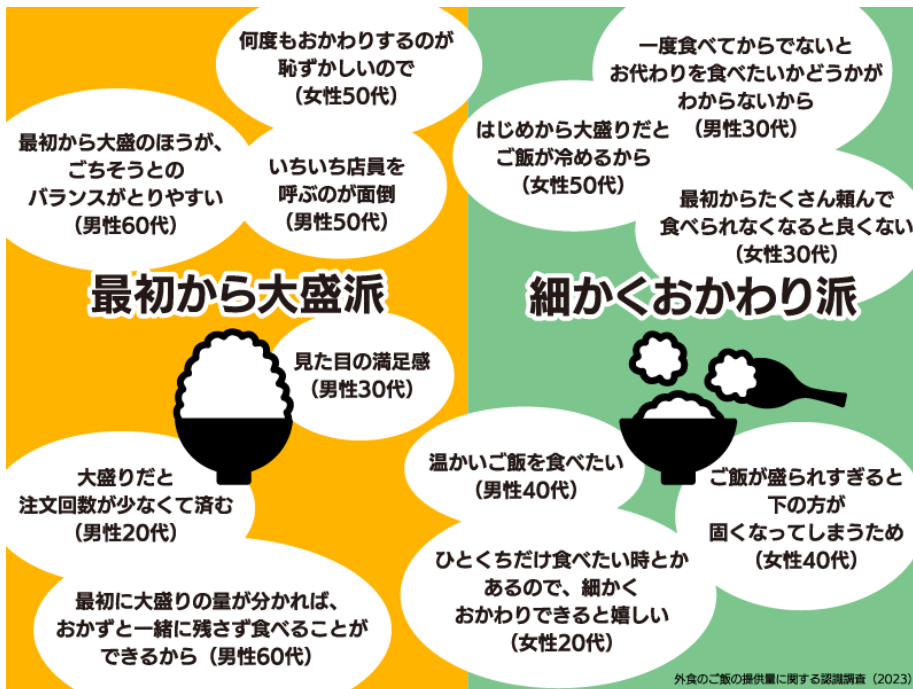 何度もおかわりするのが
恥ずかしいので
（女性50代）
最初から大盛のほうが、
ごちそうとの
バランスがとりやすい
（男性60代）
いちいち店員を
呼ぶのが面倒
（男性50代）
最初から大盛派
見た目の満足感
（男性30代）
大盛りだと
注文回数が少なくて済む
（男性20代）
最初に大盛りの量が分かれば、
おかずと一緒に残さず食べることが
できるから（男性60代）
一度食べてからでないと
お代わりを食べたいかどうかが
わからないから
（男性30代）
はじめから大盛りだと
ご飯が冷めるから
（女性50代）
最初からたくさん頼んで
食べられなくなると良くない
（女性30代）
細かくおかわり派
温かいご飯を食べたい
（男性40代）
ご飯が盛られすぎると
下の方が
固くなってしまうため
（女性40代）
ひとくちだけ食べたい時とか
あるので、細かく
おかわりできると嬉しい
（女性20代）
外食のご飯の提供量に関する認識調査（2023）